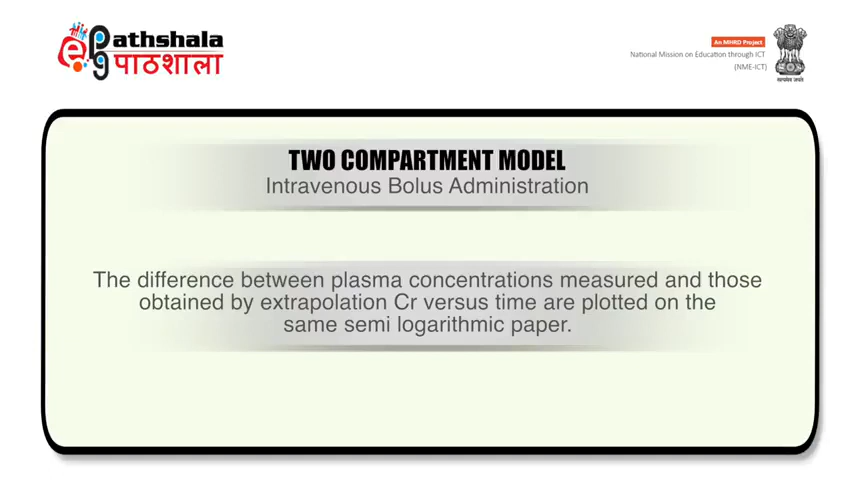 ePathshala
पाठशाला
An MHRD Project
National Mission on Education through ICT
(NME-ICT)
TWO COMPARTMENT MODEL
Intravenous Bolus Administration
The difference between plasma concentrations measured and those
obtained by extrapolation Cr versus time are plotted on the
same semi logarithmic paper.